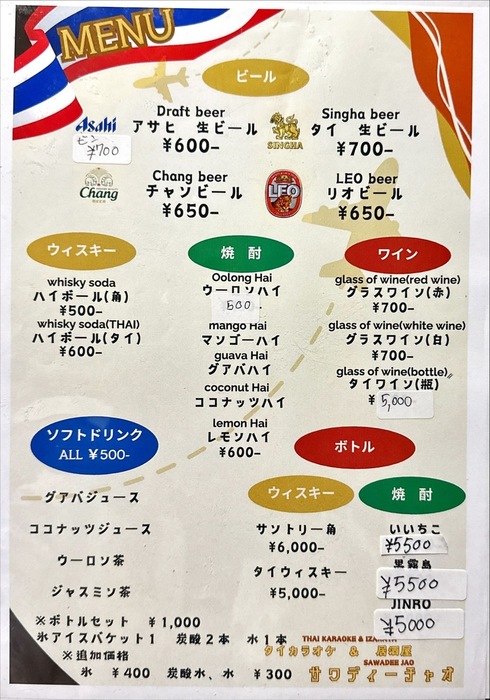 MENU
ビール
Asahi
ビン ¥700
Draft beer
アサヒ 生ビール
¥600-
SINGHA
Singha beer
タイ 生ビール
¥700-
Chang
BEER
Chang beer
チャンビール
¥650-
LEO
LEO beer
リオビール
¥650-
ウィスキー
whisky soda
ハイボール(角)
¥500-
whisky soda(THAI)
ハイボール(タイ)
¥600-
焼酎
Oolong Hai
ウーロンハイ
500
mango Hai
マンゴーハイ
guava Hai
グアバハイ
coconut Hai
ココナッツハイ
lemon Hai
レモンハイ
¥600-
ワイン
glass of wine(red wine)
グラスワイン(赤)
¥700-
glass of wine(white wine)
グラスワイン(白)
¥700-
glass of wine(bottle)
タイワイン(瓶)
¥ 5,000
ソフトドリンク
ALL ¥500-
グアバジュース
ココナッツジュース
ウーロン茶
ジャスミン茶
ボトル
ウィスキー
サントリー角
¥6,000-
タイウィスキー
¥5,000-
焼酎
いいちこ
¥5500
黒霧島
¥5500
JINRO
¥5000
※ボトルセット ¥1,000
氷アイスバケット1 炭酸2本 水1本
※追加価格
氷 ¥400 炭酸水、水 ¥300
THAI KARAOKE & IZAKAYA
タイカラオケ & 居酒屋
SAWADEE JAO
サワディーチャオ